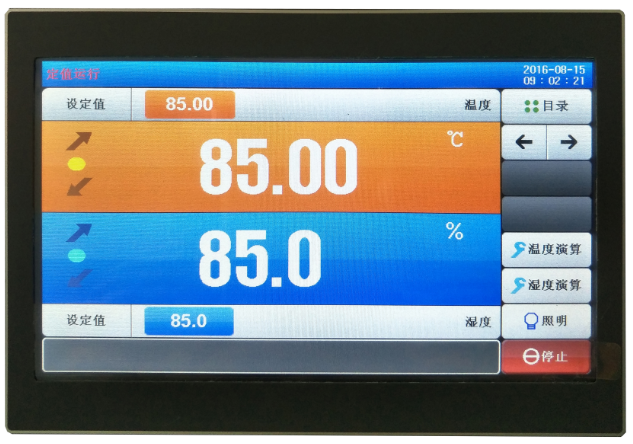 定值运行
2016-08-15
09:02:21
设定值 85.00 温度
目录
85.00 ℃
85.0 %
温度演算
湿度演算
设定值 85.0 湿度
照明
停止